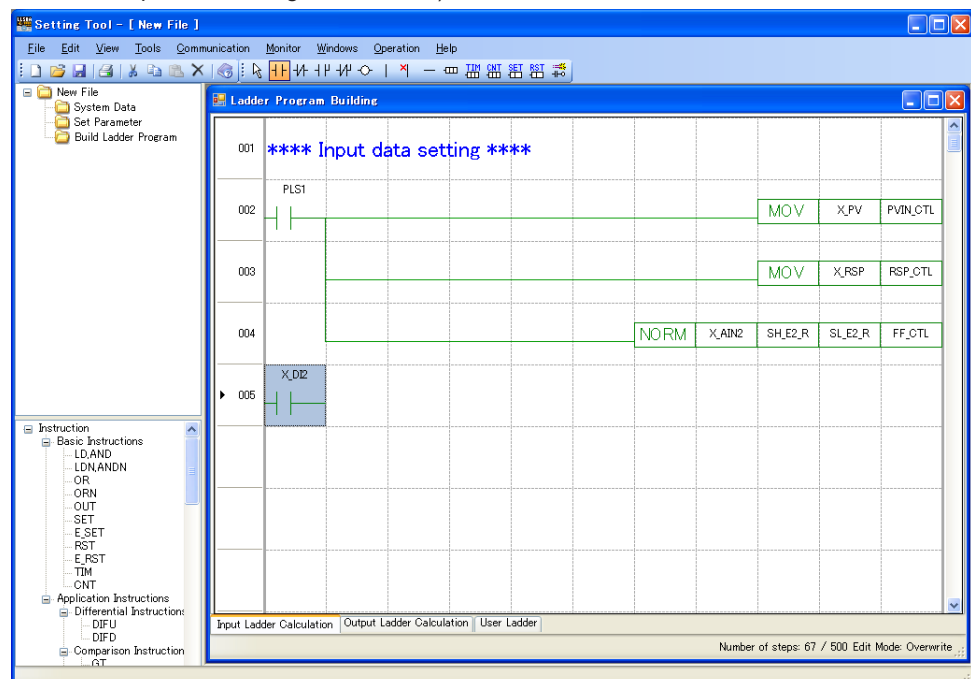 Setting Tool - [ New File ]
File Edit View Tools Communication Monitor Windows Operation Help
TIM CNT SET RST
New File
System Data
Set Parameter
Build Ladder Program
Ladder Program Building
001 **** Input data setting ****
PLS1
002 MOV X_PV PVIN_CTL
003 MOV X_RSP RSP_CTL
004 NORM X_AIN2 SH_E2_R SL_E2_R FF_CTL
X_DI2
005
Instruction
Basic Instructions
LD,AND
LDN,ANDN
OR
ORN
OUT
SET
E_SET
RST
E_RST
TIM
CNT
Application Instructions
Differential Instructions
DIFU
DIFD
Comparison Instruction
GT
Input Ladder Calculation Output Ladder Calculation User Ladder
Number of steps: 67 / 500 Edit Mode: Overwrite